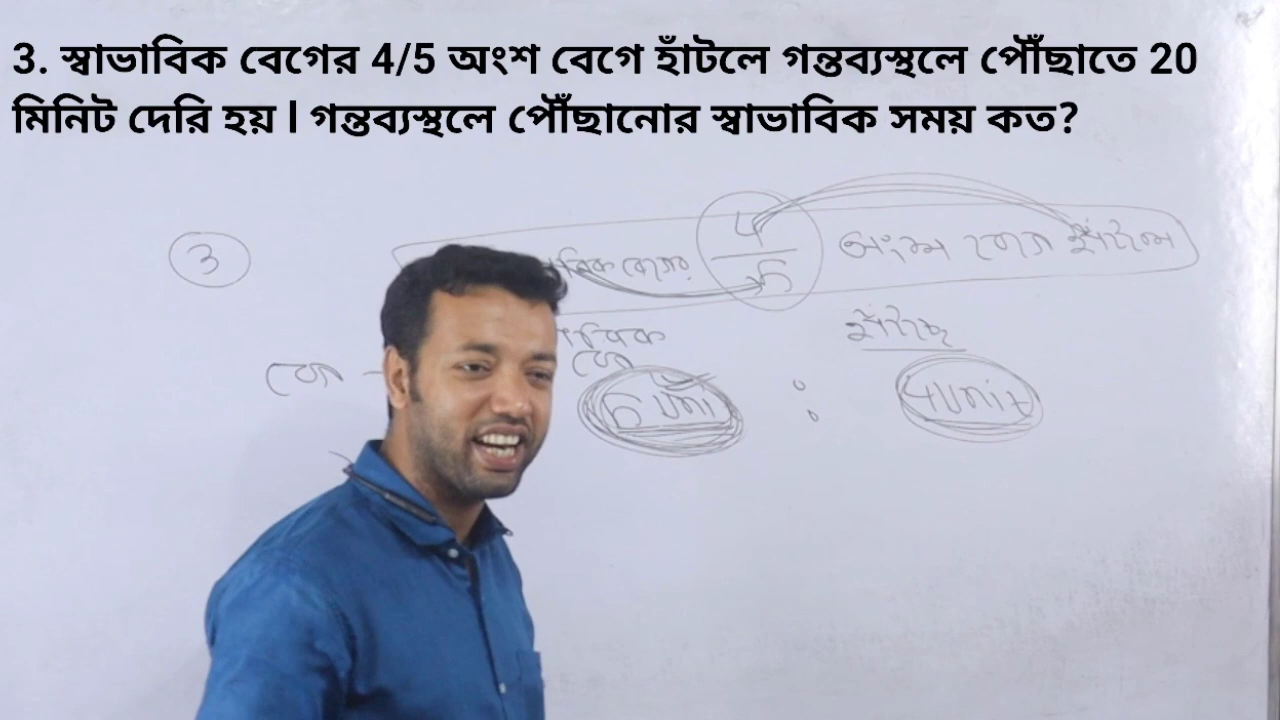 3. স্বাভাবিক বেগের 4/5 অংশ বেগে হাঁটলে গন্তব্যস্থলে পৌঁছাতে 20
মিনিট দেরি হয় l গন্তব্যস্থলে পৌঁছানোর স্বাভাবিক সময় কত?
3
4
অংশ বেগে হাঁটলে
5
হাঁটছে
5 unit : 4 unit